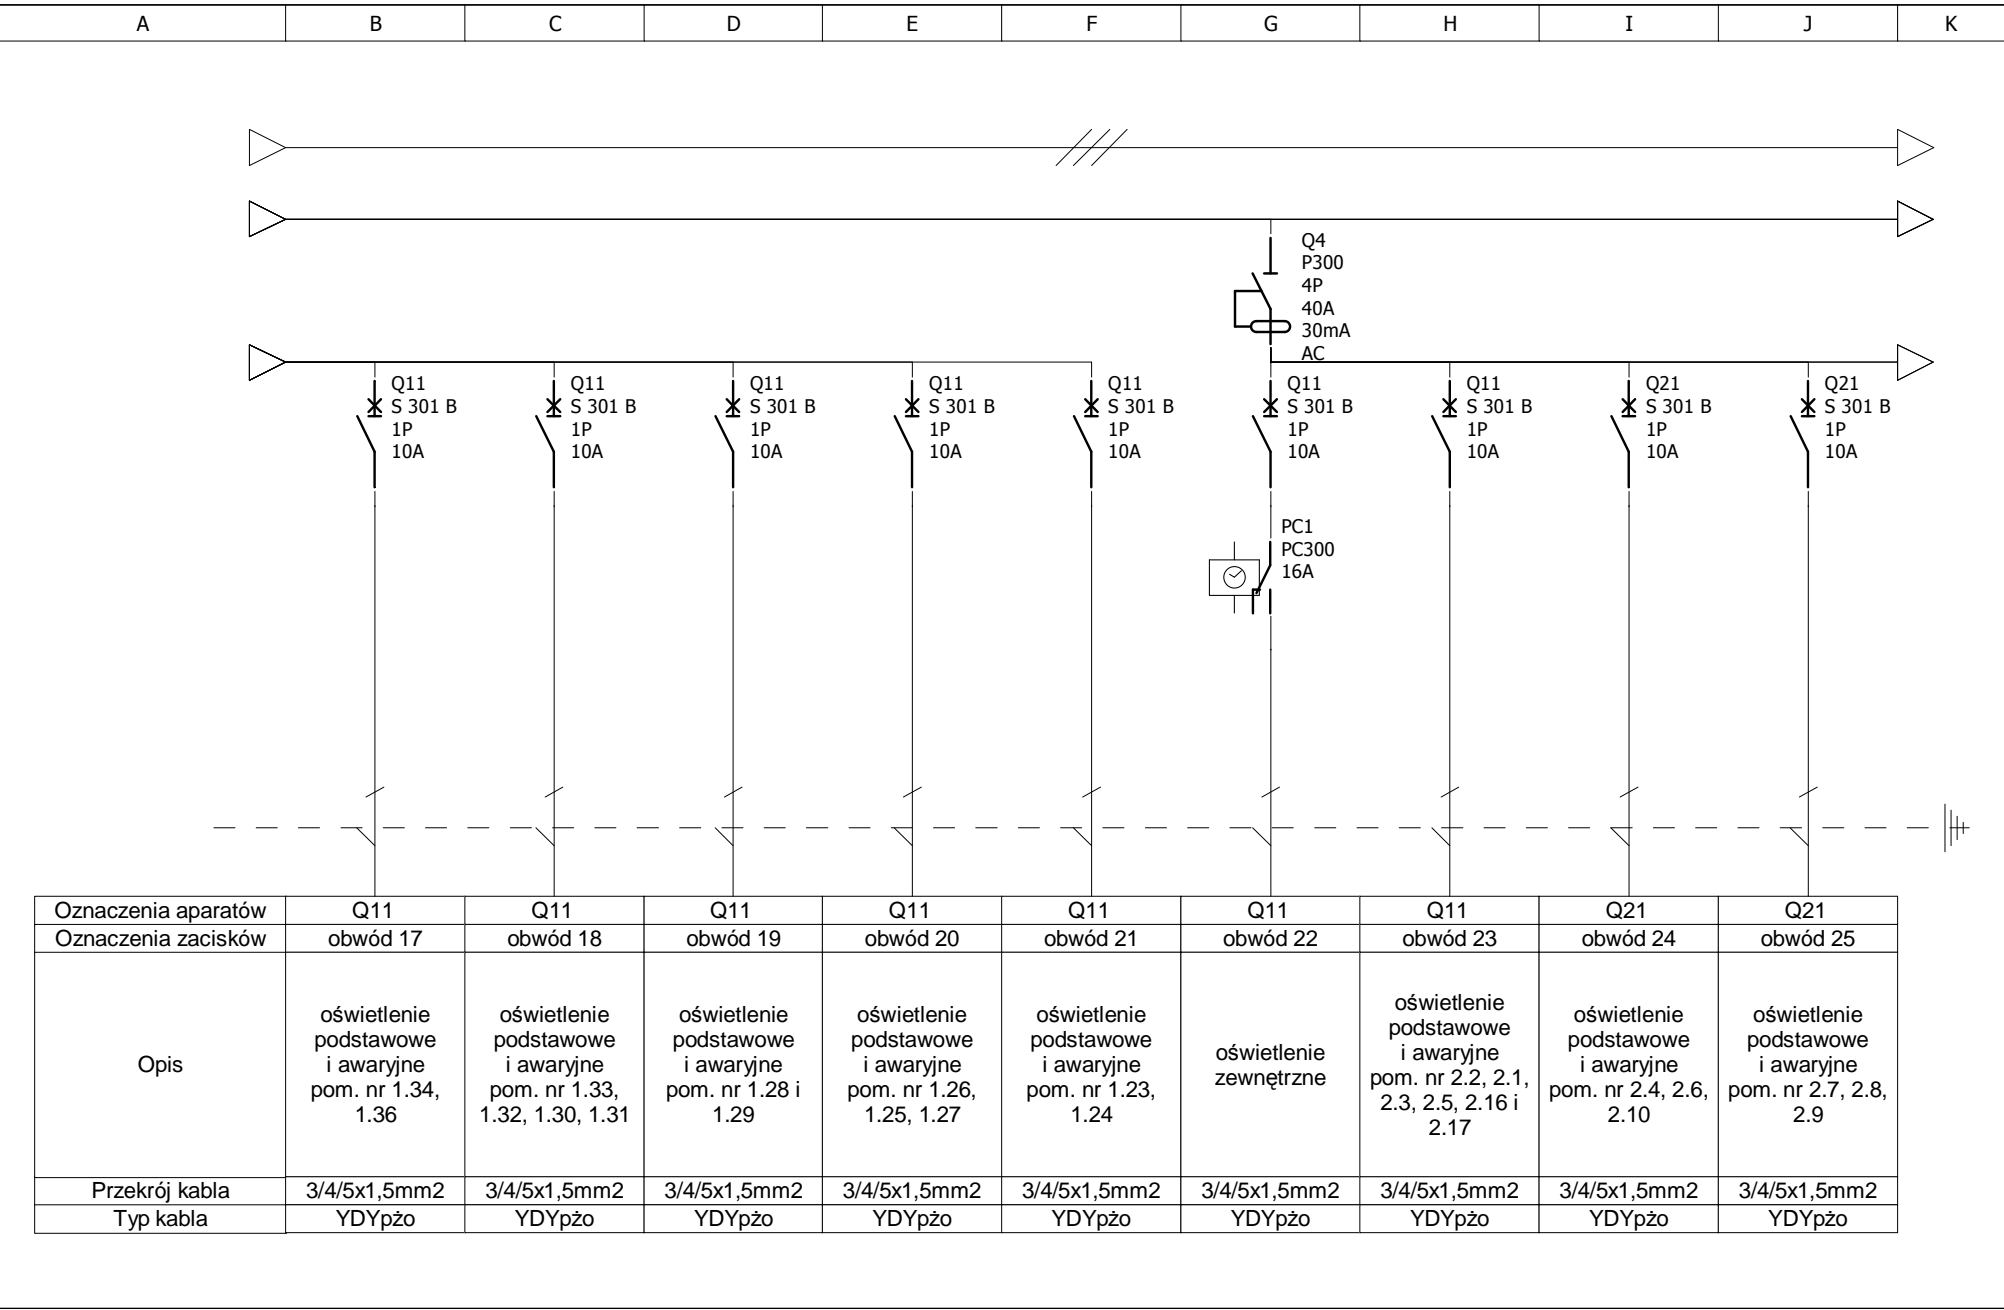 A B C D E F G H I J K
Q4
P300
4P
40A
30mA
AC
Q11 Q11 Q11 Q11 Q11 Q11 Q11 Q21 Q21
S 301 B S 301 B S 301 B S 301 B S 301 B S 301 B S 301 B S 301 B S 301 B
1P 1P 1P 1P 1P 1P 1P 1P 1P
10A 10A 10A 10A 10A 10A 10A 10A 10A
PC1
PC300
16A
Oznaczenia aparatów Q11 Q11 Q11 Q11 Q11 Q11 Q11 Q21 Q21
Oznaczenia zacisków obwód 17 obwód 18 obwód 19 obwód 20 obwód 21 obwód 22 obwód 23 obwód 24 obwód 25
Opis
oświetlenie
podstawowe
i awaryjne
pom. nr 1.34,
1.36
oświetlenie
podstawowe
i awaryjne
pom. nr 1.33,
1.32, 1.30, 1.31
oświetlenie
podstawowe
i awaryjne
pom. nr 1.28 i
1.29
oświetlenie
podstawowe
i awaryjne
pom. nr 1.26,
1.25, 1.27
oświetlenie
podstawowe
i awaryjne
pom. nr 1.23,
1.24
oświetlenie
zewnętrzne
oświetlenie
podstawowe
i awaryjne
pom. nr 2.2, 2.1,
2.3, 2.5, 2.16 i
2.17
oświetlenie
podstawowe
i awaryjne
pom. nr 2.4, 2.6,
2.10
oświetlenie
podstawowe
i awaryjne
pom. nr 2.7, 2.8,
2.9
Przekrój kabla 3/4/5x1,5mm2 3/4/5x1,5mm2 3/4/5x1,5mm2 3/4/5x1,5mm2 3/4/5x1,5mm2 3/4/5x1,5mm2 3/4/5x1,5mm2 3/4/5x1,5mm2 3/4/5x1,5mm2
Typ kabla YDYpżo YDYpżo YDYpżo YDYpżo YDYpżo YDYpżo YDYpżo YDYpżo YDYpżo